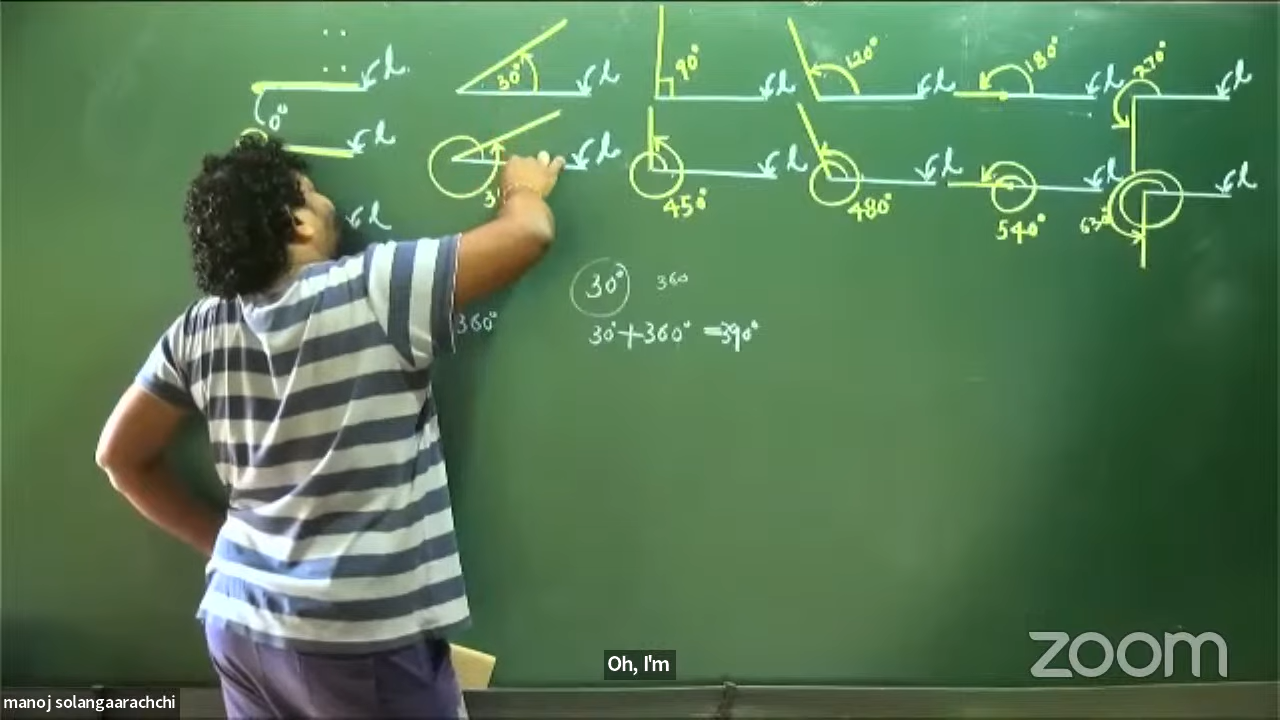 l. 30° l 90° l 120° l 180° l 270° l
0° l l l l l l
3 450° 480° 540° 630°
l
30° 360
360° 30°+360° =390°
Oh, I'm
zoom
manoj solangaarachchi